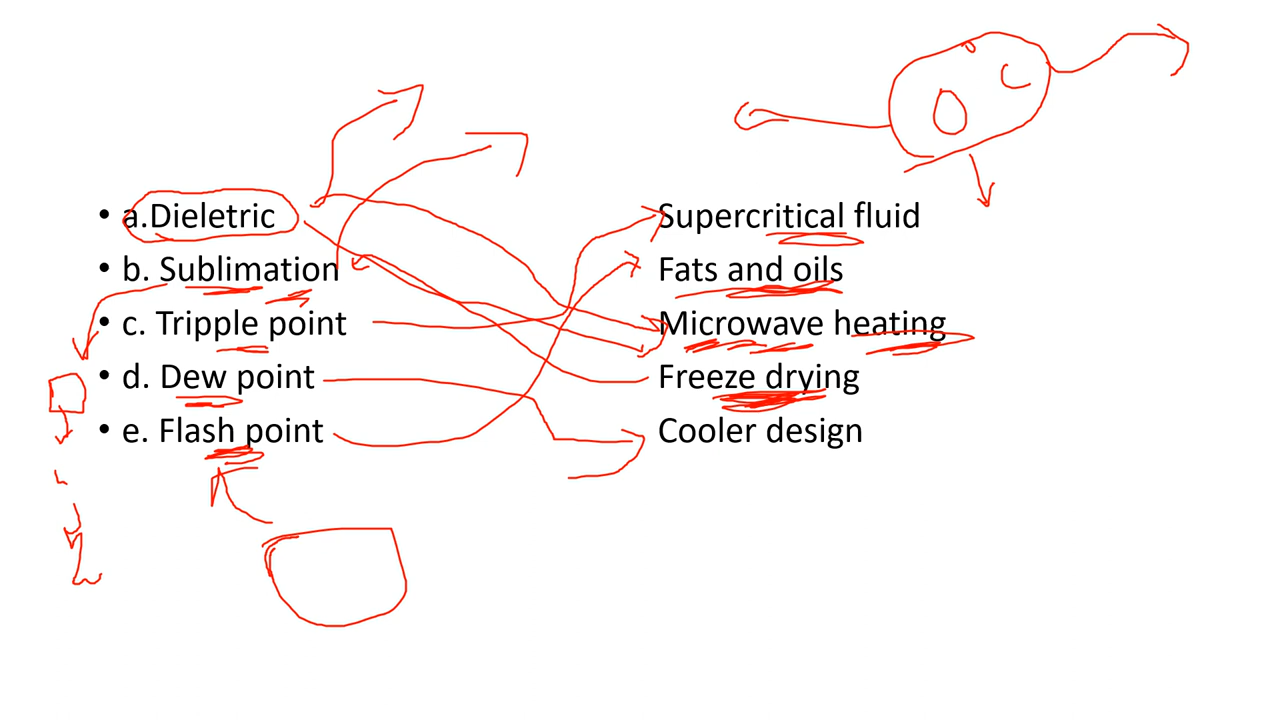 • a.Dieletric Supercritical fluid
• b. Sublimation Fats and oils
• c. Tripple point Microwave heating
• d. Dew point Freeze drying
• e. Flash point Cooler design